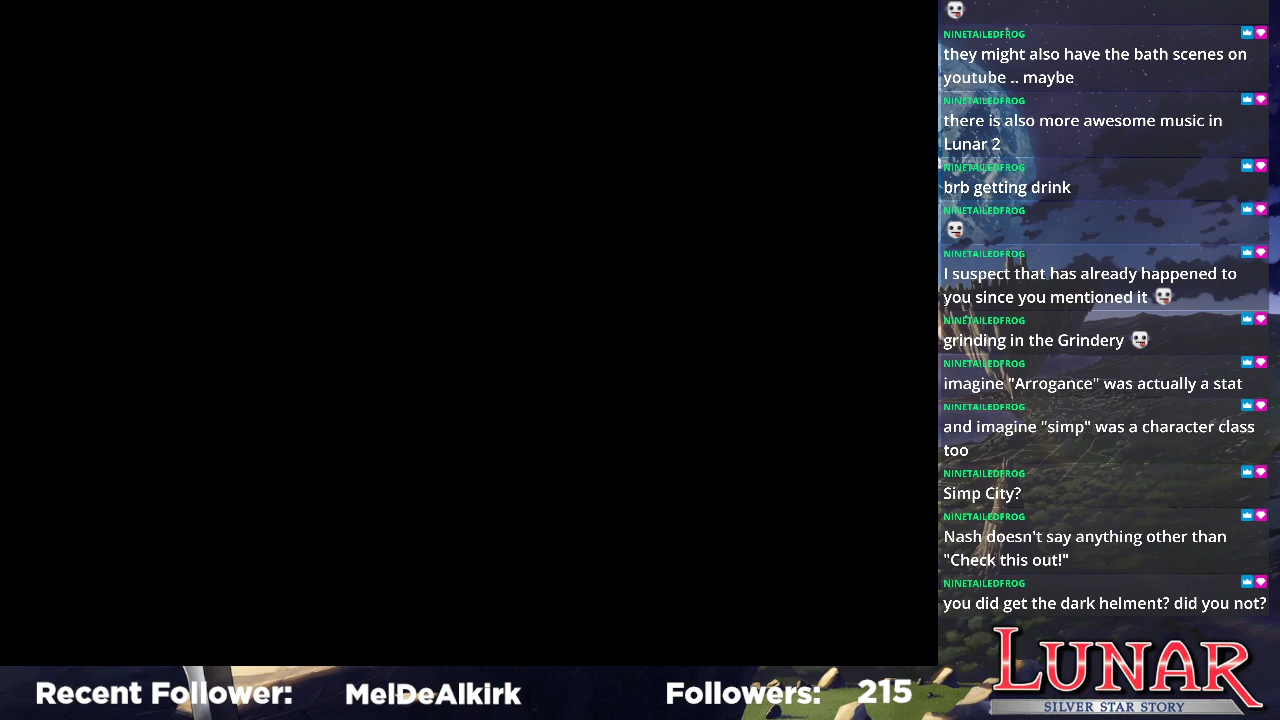 NINETAILEDFROG
they might also have the bath scenes on
youtube .. maybe
NINETAILEDFROG
there is also more awesome music in
Lunar 2
NINETAILEDFROG
brb getting drink
NINETAILEDFROG
NINETAILEDFROG
I suspect that has already happened to
you since you mentioned it
NINETAILEDFROG
grinding in the Grindery
NINETAILEDFROG
imagine "Arrogance" was actually a stat
NINETAILEDFROG
and imagine "simp" was a character class
too
NINETAILEDFROG
Simp City?
NINETAILEDFROG
Nash doesn't say anything other than
"Check this out!"
NINETAILEDFROG
you did get the dark helment? did you not?
LUNAR
SILVER STAR STORY
Recent Follower: MelDeAlkirk Followers: 215